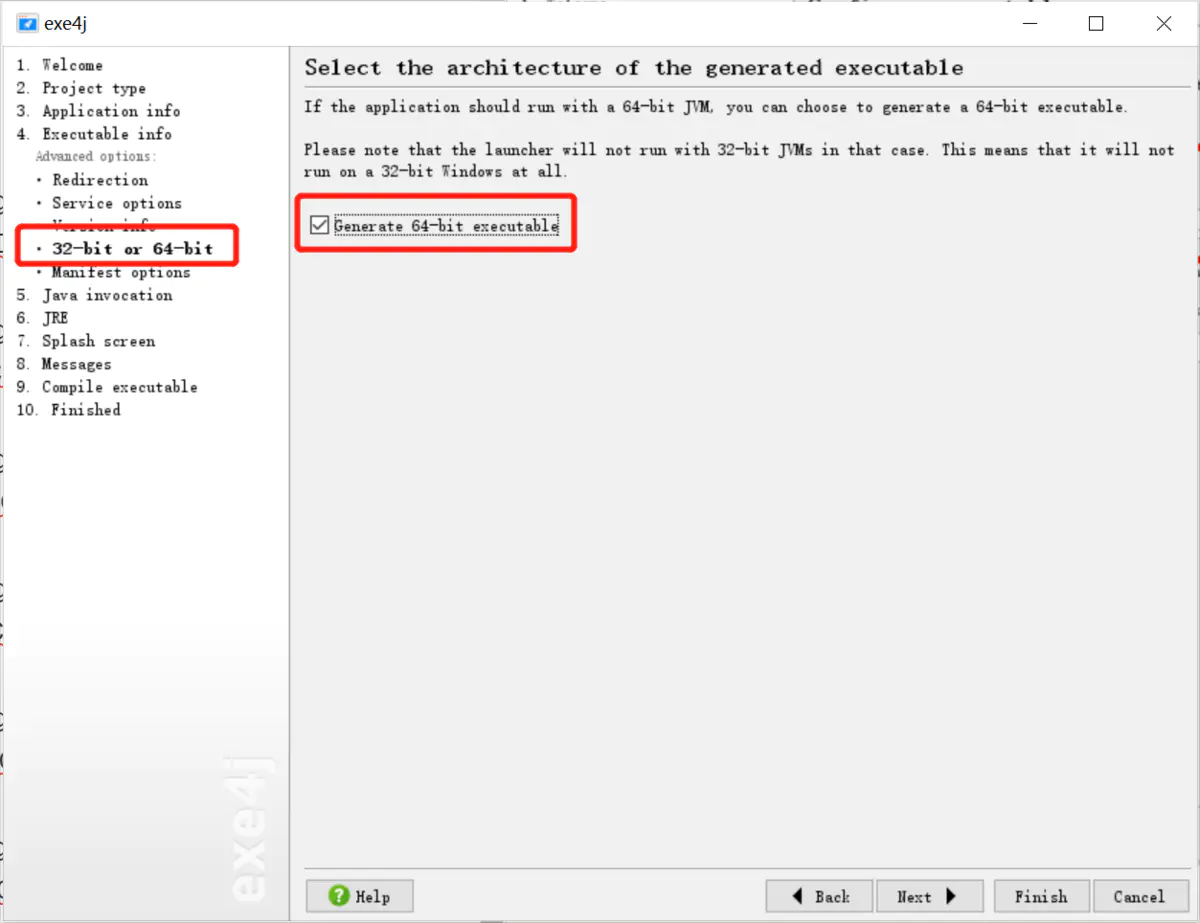 exe4j
1. Welcome
2. Project type
3. Application info
4. Executable info
Advanced options:
· Redirection
· Service options
Version info
· 32-bit or 64-bit
· Manifest options
5. Java invocation
6. JRE
7. Splash screen
8. Messages
9. Compile executable
10. Finished
exe4j
Select the architecture of the generated executable
If the application should run with a 64-bit JVM, you can choose to generate a 64-bit executable.
Please note that the launcher will not run with 32-bit JVMs in that case. This means that it will not
run on a 32-bit Windows at all.
Generate 64-bit executable
? Help
Back
Next
Finish
Cancel